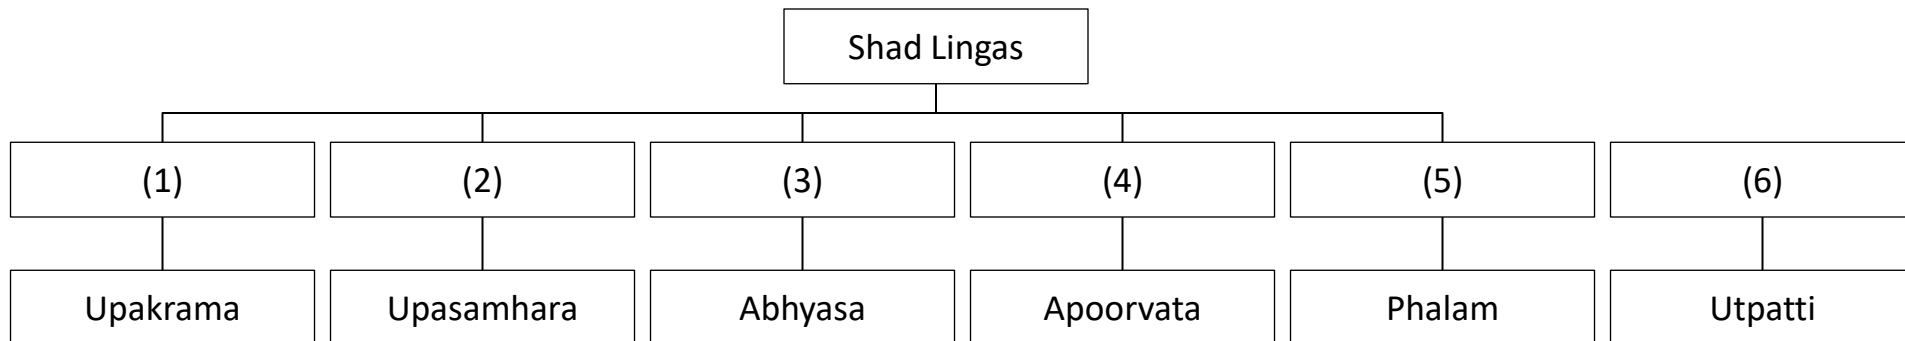 Shad Lingas
(1) (2) (3) (4) (5) (6)
Upakrama Upasamhara Abhyasa Apoorvata Phalam Utpatti